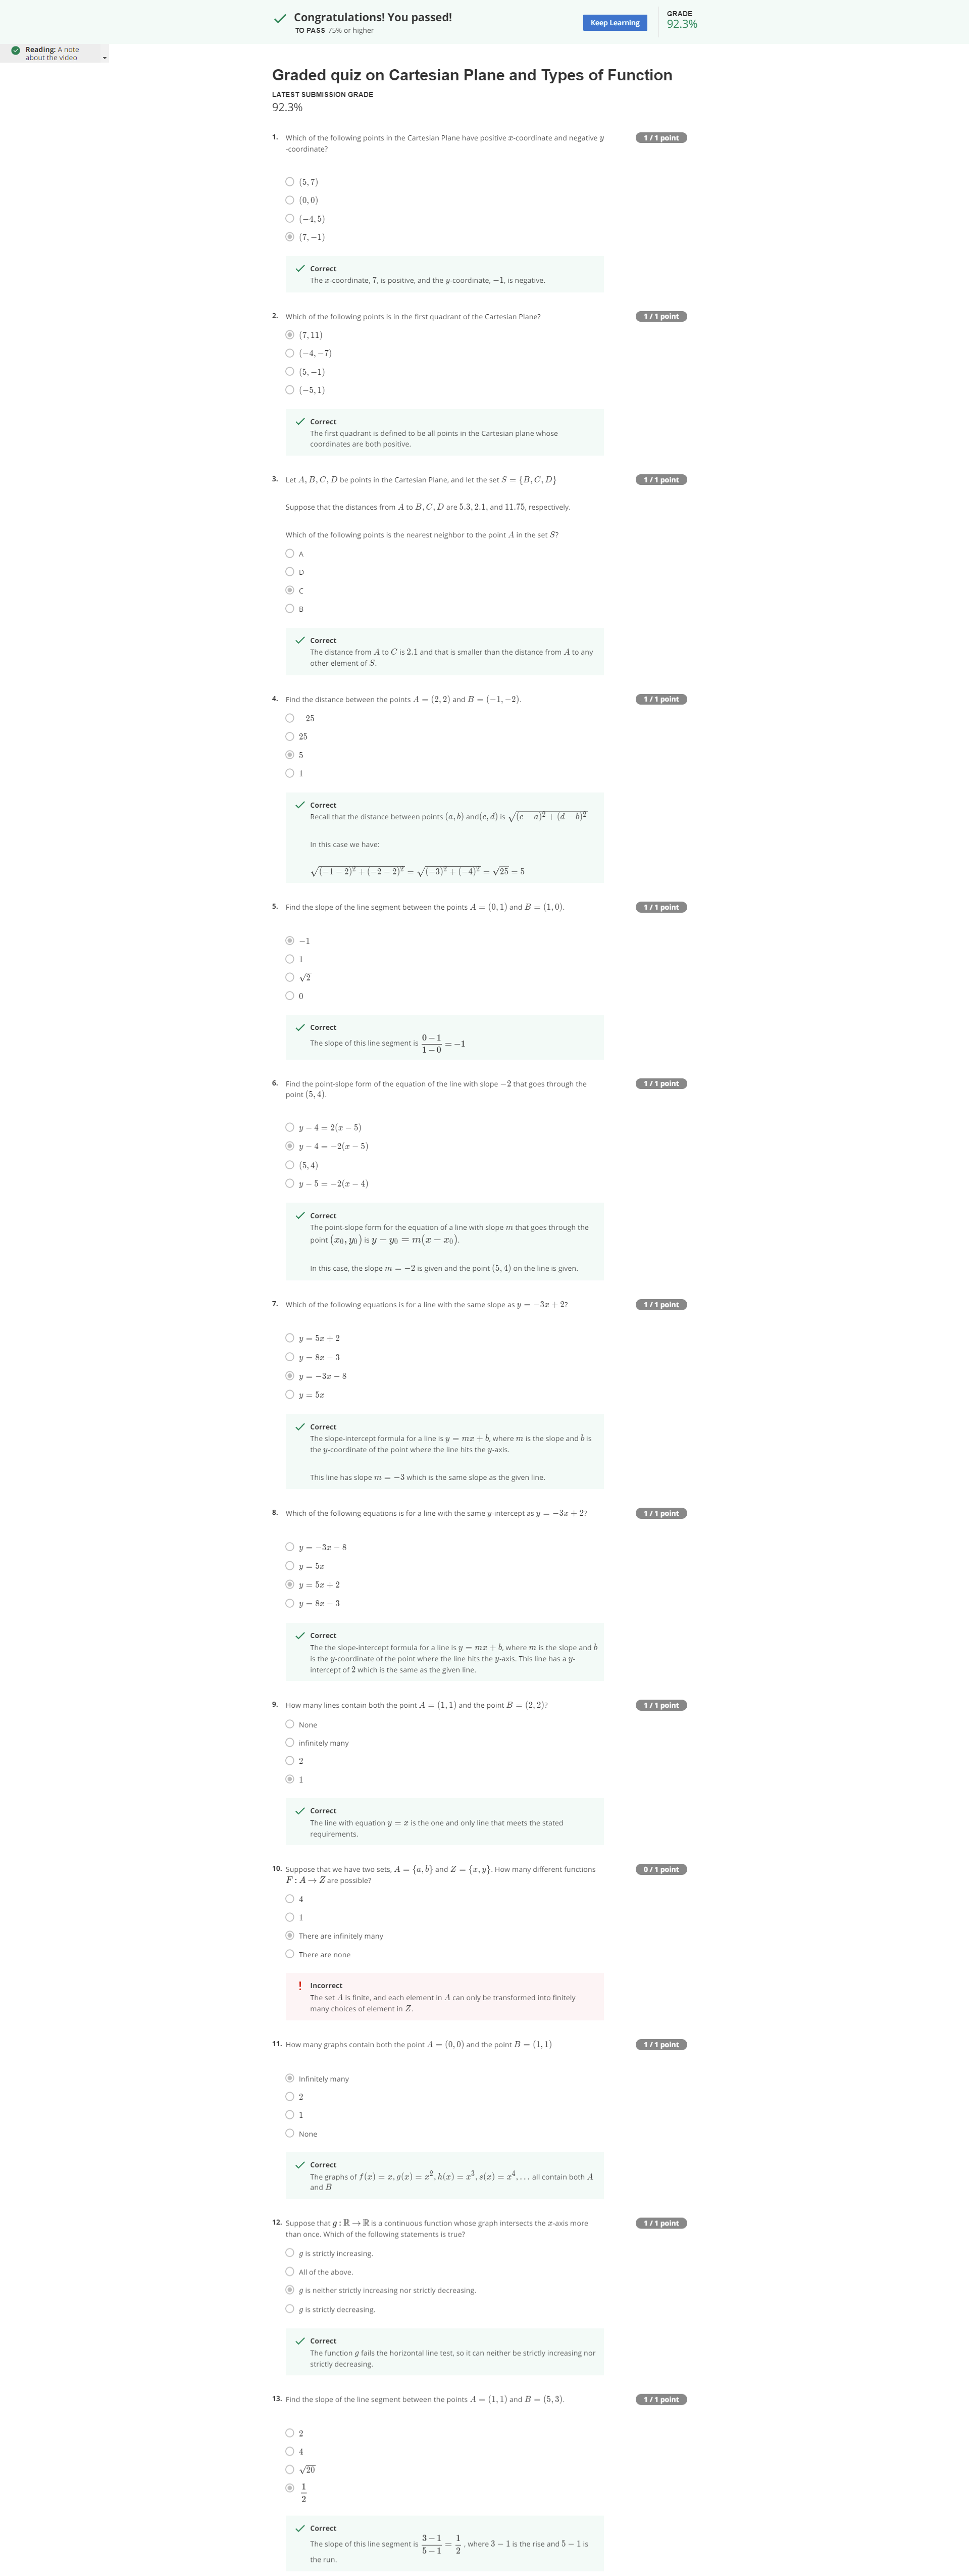 Congratulations! You passed!
TO PASS 75% or higher
Keep Learning
GRADE
92.3%
Reading: A note
about the video
Graded quiz on Cartesian Plane and Types of Function
LATEST SUBMISSION GRADE
92.3%
1. Which of the following points in the Cartesian Plane have positive x-coordinate and negative y
-coordinate?
1 / 1 point
(5, 7)
(0, 0)
(−4, 5)
(7, −1)
Correct
The x-coordinate, 7, is positive, and the y-coordinate, −1, is negative.
2. Which of the following points is in the first quadrant of the Cartesian Plane?
1 / 1 point
(7, 11)
(−4, −7)
(5, −1)
(−5, 1)
Correct
The first quadrant is defined to be all points in the Cartesian plane whose
coordinates are both positive.
3. Let A, B, C, D be points in the Cartesian Plane, and let the set S = {B, C, D}
1 / 1 point
Suppose that the distances from A to B, C, D are 5.3, 2.1, and 11.75, respectively.
Which of the following points is the nearest neighbor to the point A in the set S?
A
D
C
B
Correct
The distance from A to C is 2.1 and that is smaller than the distance from A to any
other element of S.
4. Find the distance between the points A = (2, 2) and B = (−1, −2).
1 / 1 point
−25
25
5
1
Correct
Recall that the distance between points (a, b) and(c, d) is √(c − a)² + (d − b)²
In this case we have:
√(−1 − 2)² + (−2 − 2)² = √(−3)² + (−4)² = √25 = 5
5. Find the slope of the line segment between the points A = (0, 1) and B = (1, 0).
1 / 1 point
−1
1
√2
0
Correct
The slope of this line segment is (0−1)/(1−0) = −1
6. Find the point-slope form of the equation of the line with slope −2 that goes through the
point (5, 4).
1 / 1 point
y − 4 = 2(x − 5)
y − 4 = −2(x − 5)
(5, 4)
y − 5 = −2(x − 4)
Correct
The point-slope form for the equation of a line with slope m that goes through the
point (x₀, y₀) is y − y₀ = m(x − x₀).
In this case, the slope m = −2 is given and the point (5, 4) on the line is given.
7. Which of the following equations is for a line with the same slope as y = −3x + 2?
1 / 1 point
y = 5x + 2
y = 8x − 3
y = −3x − 8
y = 5x
Correct
The slope-intercept formula for a line is y = mx + b, where m is the slope and b is
the y-coordinate of the point where the line hits the y-axis.
This line has slope m = −3 which is the same slope as the given line.
8. Which of the following equations is for a line with the same y-intercept as y = −3x + 2?
1 / 1 point
y = −3x − 8
y = 5x
y = 5x + 2
y = 8x − 3
Correct
The the slope-intercept formula for a line is y = mx + b, where m is the slope and b
is the y-coordinate of the point where the line hits the y-axis. This line has a y-
intercept of 2 which is the same as the given line.
9. How many lines contain both the point A = (1, 1) and the point B = (2, 2)?
1 / 1 point
None
infinitely many
2
1
Correct
The line with equation y = x is the one and only line that meets the stated
requirements.
10. Suppose that we have two sets, A = {a, b} and Z = {x, y}. How many different functions
F : A → Z are possible?
0 / 1 point
4
1
There are infinitely many
There are none
Incorrect
The set A is finite, and each element in A can only be transformed into finitely
many choices of element in Z.
11. How many graphs contain both the point A = (0, 0) and the point B = (1, 1)
1 / 1 point
Infinitely many
2
1
None
Correct
The graphs of f(x) = x, g(x) = x², h(x) = x³, s(x) = x⁴, . . . all contain both A
and B
12. Suppose that g : ℝ → ℝ is a continuous function whose graph intersects the x-axis more
than once. Which of the following statements is true?
1 / 1 point
g is strictly increasing.
All of the above.
g is neither strictly increasing nor strictly decreasing.
g is strictly decreasing.
Correct
The function g fails the horizontal line test, so it can neither be strictly increasing nor
strictly decreasing.
13. Find the slope of the line segment between the points A = (1, 1) and B = (5, 3).
1 / 1 point
2
4
√20
1/2
Correct
The slope of this line segment is (3−1)/(5−1) = 1/2 , where 3 − 1 is the rise and 5 − 1 is
the run.